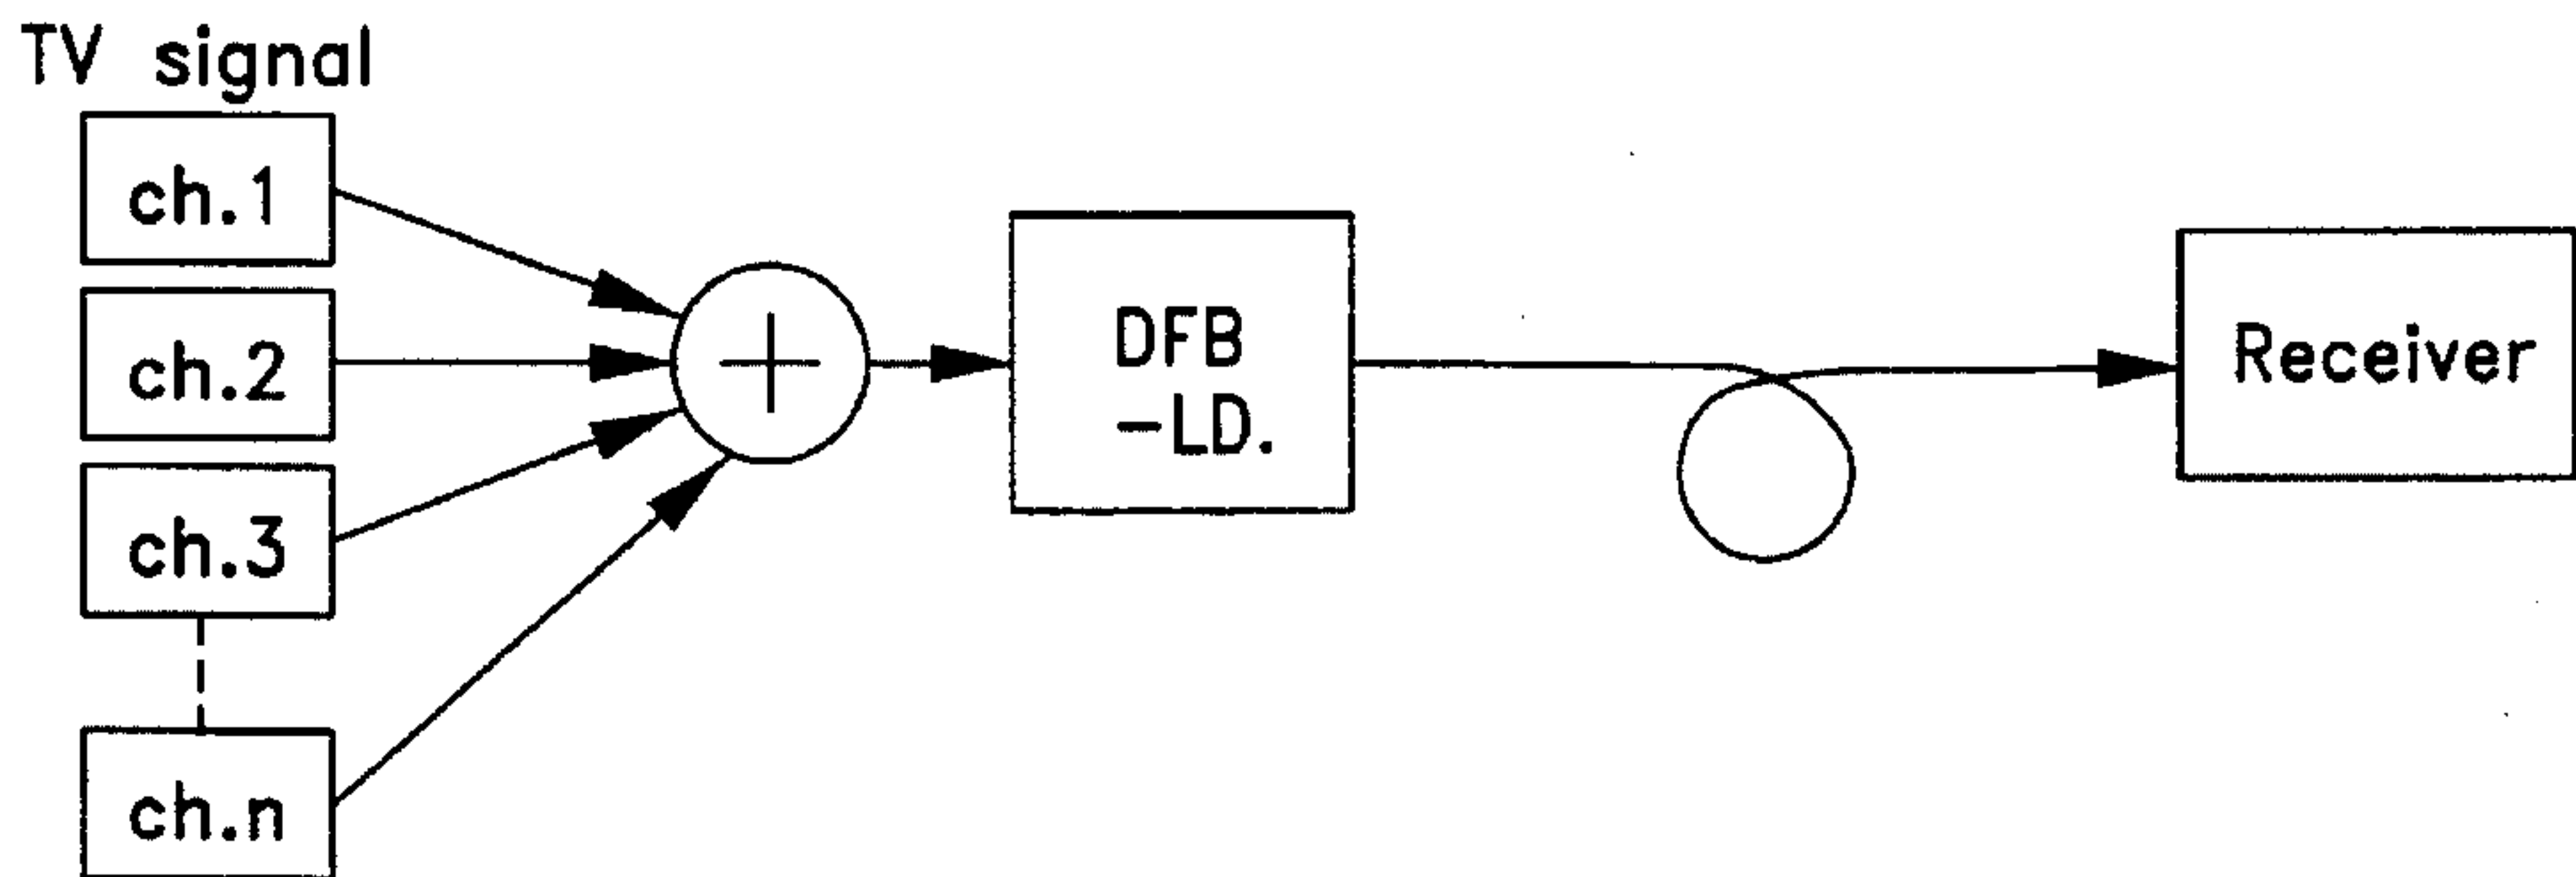 TV signal
ch.1
ch.2
ch.3
ch.n
DFB
-LD.
Receiver